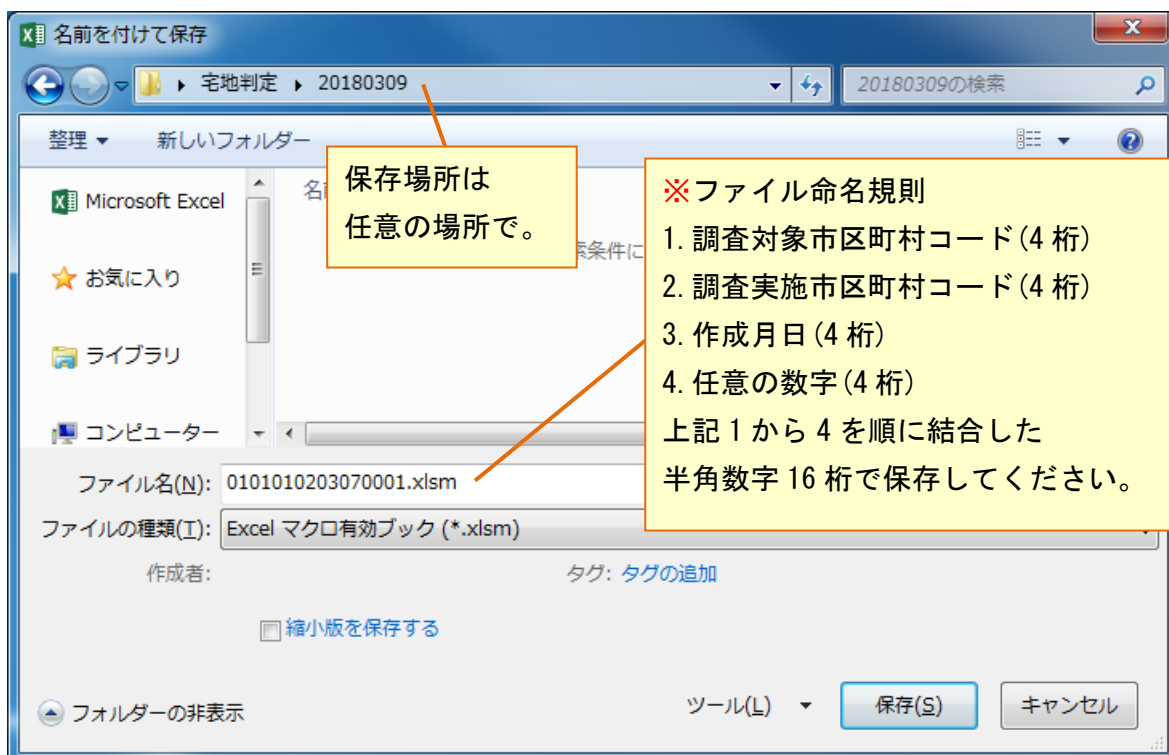 名前を付けて保存
宅地判定 ▸ 20180309
20180309の検索
整理 ▼ 新しいフォルダー
保存場所は
任意の場所で。
※ファイル命名規則
1.調査対象市区町村コード(4 桁)
2.調査実施市区町村コード(4 桁)
3.作成月日(4 桁)
4.任意の数字(4 桁)
上記 1 から 4 を順に結合した
半角数字 16 桁で保存してください。
Microsoft Excel
お気に入り
ライブラリ
コンピューター
条件に
ファイル名(N): 0101010203070001.xlsm
ファイルの種類(T): Excel マクロ有効ブック (*.xlsm)
作成者:
タグ: タグの追加
縮小版を保存する
フォルダーの非表示
ツール(L) ▼
保存(S)
キャンセル